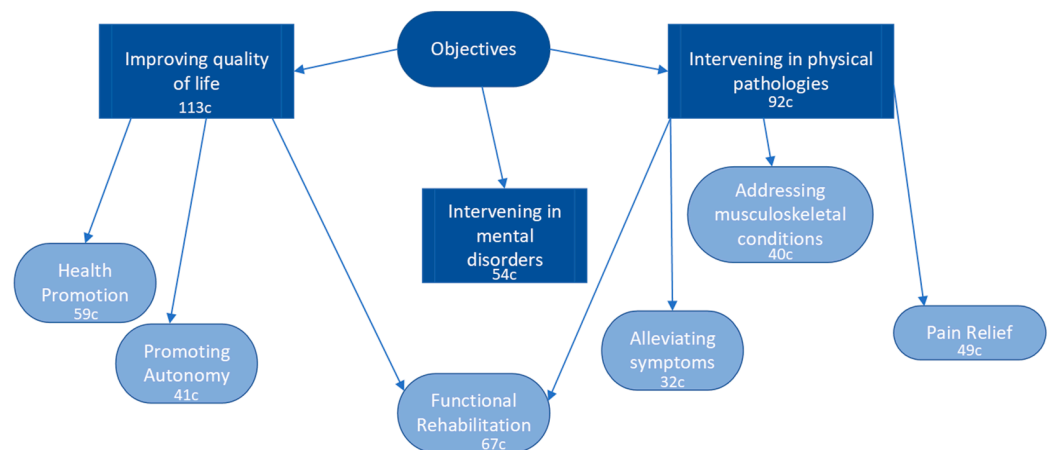 Objectives
Improving quality
of life
113c
Intervening in physical
pathologies
92c
Intervening in
mental
disorders
54c
Addressing
musculoskeletal
conditions
40c
Health
Promotion
59c
Promoting
Autonomy
41c
Functional
Rehabilitation
67c
Alleviating
symptoms
32c
Pain Relief
49c